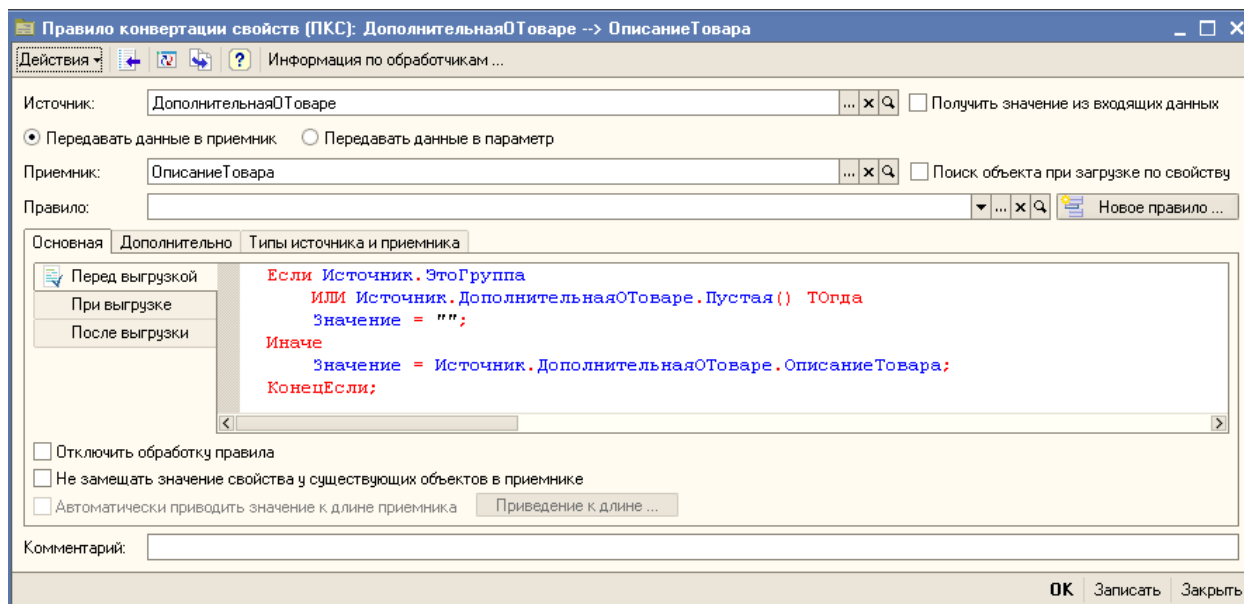 Правило конвертации свойств (ПКС): ДополнительнаяОТоваре --> ОписаниеТовара
Действия Информация по обработчикам ...
Источник: ДополнительнаяОТоваре ... Получить значение из входящих данных
Передавать данные в приемник Передавать данные в параметр
Приемник: ОписаниеТовара ... Поиск объекта при загрузке по свойству
Правило: ... Новое правило ...
Основная Дополнительно Типы источника и приемника
Перед выгрузкой
При выгрузке
После выгрузки
Если Источник.ЭтоГруппа
ИЛИ Источник.ДополнительнаяОТоваре.Пустая() ТОгда
Значение = "";
Иначе
Значение = Источник.ДополнительнаяОТоваре.ОписаниеТовара;
КонецЕсли;
Отключить обработку правила
Не замещать значение свойства у существующих объектов в приемнике
Автоматически приводить значение к длине приемника Приведение к длине ...
Комментарий:
OK Записать Закрыть